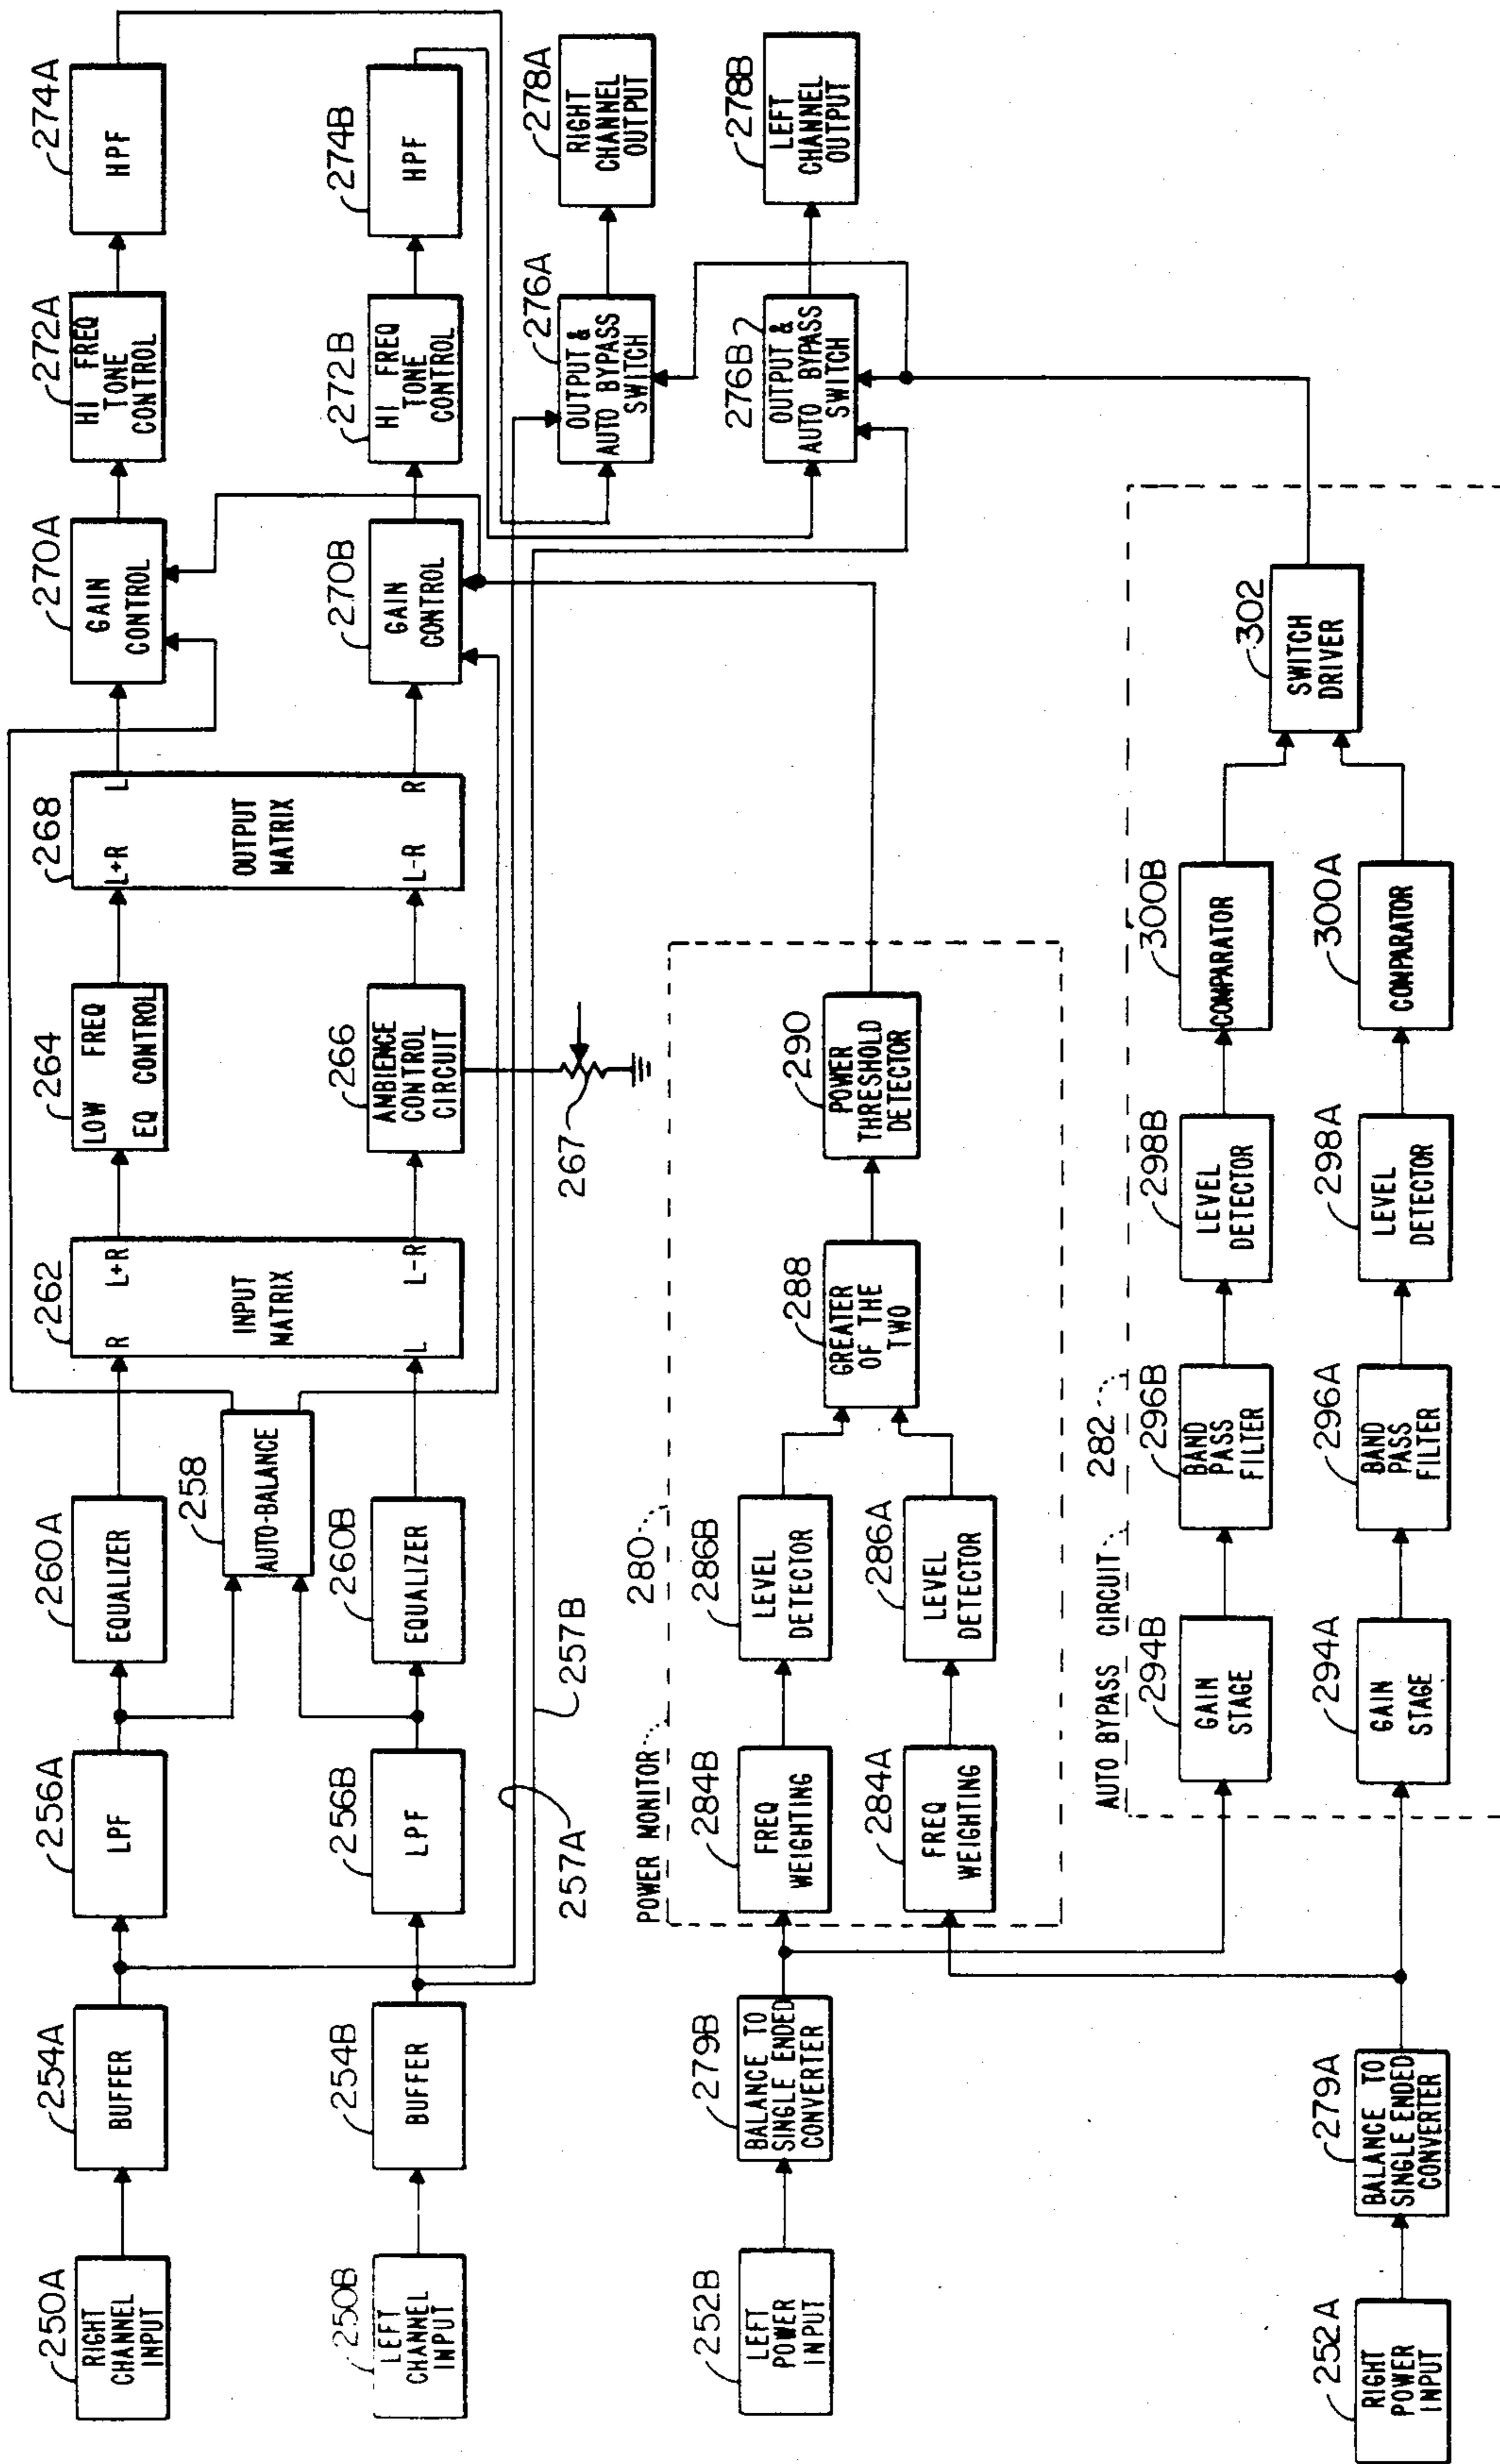 250A
RIGHT
CHANNEL
INPUT
254A
BUFFER
256A
LPF
260A
EQUALIZER
258
AUTO-BALANCE
262
R
L+R
INPUT
MATRIX
L
L-R
264
LOW FREQ
EQ CONTROL
268
L+R
L
OUTPUT
MATRIX
L-R
R
270A
GAIN
CONTROL
272A
HI FREQ
TONE
CONTROL
274A
HPF
250B
LEFT
CHANNEL
INPUT
254B
BUFFER
256B
LPF
260B
EQUALIZER
266
AMBIENCE
CONTROL
CIRCUIT
267
270B
GAIN
CONTROL
272B
HI FREQ
TONE
CONTROL
274B
HPF
257A
257B
276A
OUTPUT &
AUTO BYPASS
SWITCH
278A
RIGHT
CHANNEL
OUTPUT
276B
OUTPUT &
AUTO BYPASS
SWITCH
278B
LEFT
CHANNEL
OUTPUT
252B
LEFT
POWER
INPUT
279B
BALANCE TO
SINGLE ENDED
CONVERTER
POWER MONITOR
280
284B
FREQ
WEIGHTING
286B
LEVEL
DETECTOR
284A
FREQ
WEIGHTING
286A
LEVEL
DETECTOR
288
GREATER
OF THE
TWO
290
POWER
THRESHOLD
DETECTOR
AUTO BYPASS CIRCUIT
282
294B
GAIN
STAGE
296B
BAND
PASS
FILTER
298B
LEVEL
DETECTOR
300B
COMPARATOR
302
SWITCH
DRIVER
252A
RIGHT
POWER
INPUT
279A
BALANCE TO
SINGLE ENDED
CONVERTER
294A
GAIN
STAGE
296A
BAND
PASS
FILTER
298A
LEVEL
DETECTOR
300A
COMPARATOR